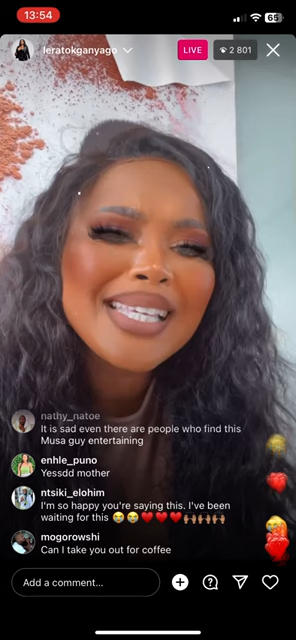 13:54
65
leratokganyago
LIVE
2 801
nathy_natoe
It is sad even there are people who find this
Musa guy entertaining
enhle_puno
Yessdd mother
ntsiki_elohim
I'm so happy you're saying this. I've been
waiting for this 😭😭❤️❤️❤️🙌🏽🙌🏽🙌🏽🙌🏽
mogorowshi
Can I take you out for coffee
Add a comment...